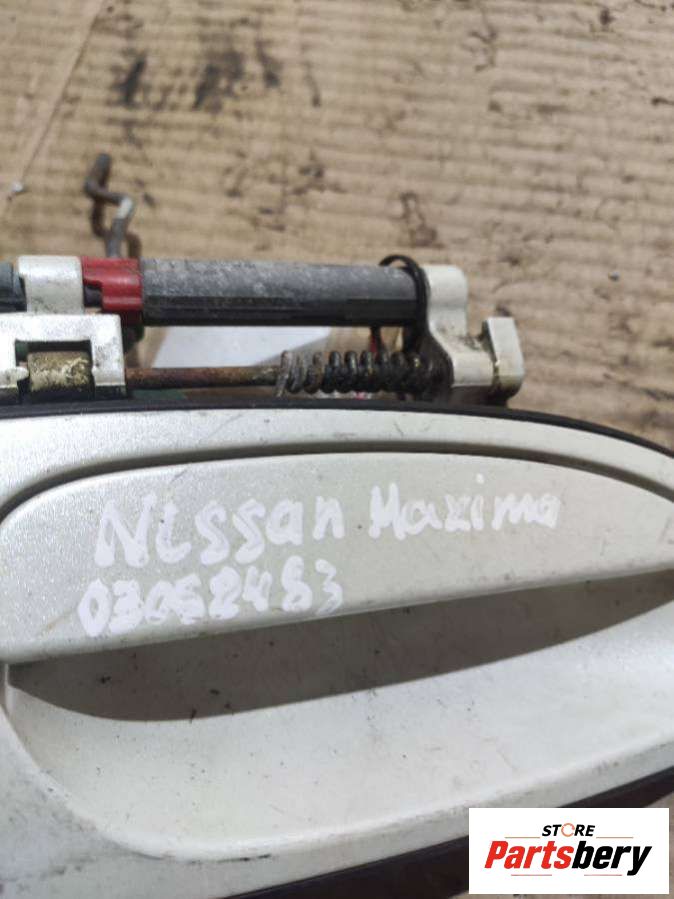 Nissan Maxima
03052483
STORE
Partsbery